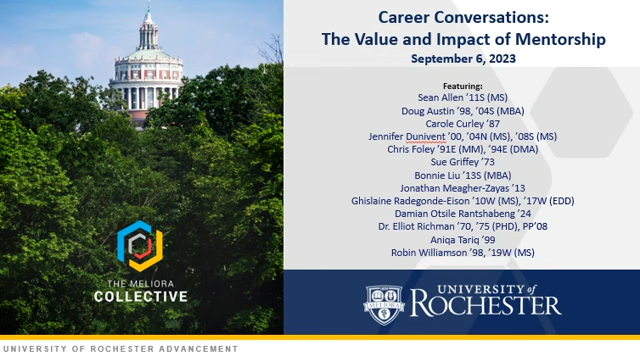 Career Conversations:
The Value and Impact of Mentorship
September 6, 2023
Featuring:
Sean Allen '11S (MS)
Doug Austin '98, '04S (MBA)
Carole Curley '87
Jennifer Dunivent '00, '04N (MS), '08S (MS)
Chris Foley '91E (MM), '94E (DMA)
Sue Griffey '73
Bonnie Liu '13S (MBA)
Jonathan Meagher-Zayas '13
Ghislaine Radegonde-Eison '10W (MS), '17W (EDD)
Damian Otsile Rantshabeng '24
Dr. Elliot Richman '70, '75 (PHD), PP'08
Aniqa Tariq '99
Robin Williamson '98, '19W (MS)
THE MELIORA
COLLECTIVE
UNIVERSITY of
ROCHESTER
UNIVERSITY OF ROCHESTER ADVANCEMENT